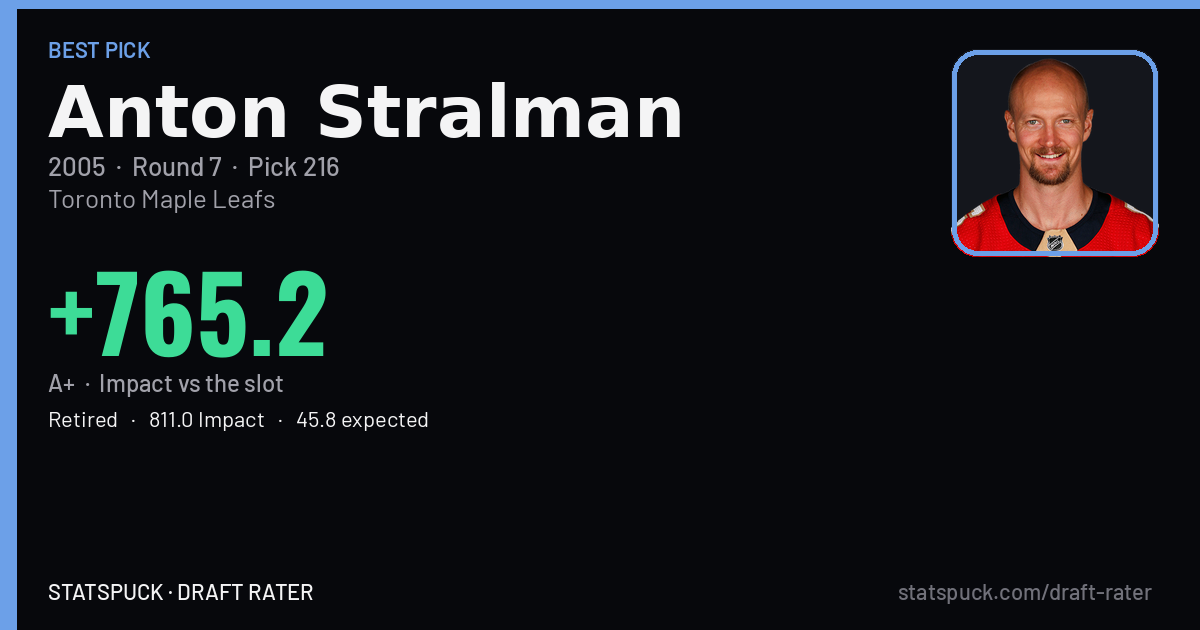 BEST PICK
Anton Stralman
2005 · Round 7 · Pick 216
Toronto Maple Leafs
+765.2
A+ · Impact vs the slot
Retired · 811.0 Impact · 45.8 expected
STATSPUCK · DRAFT RATER
statspuck.com/draft-rater